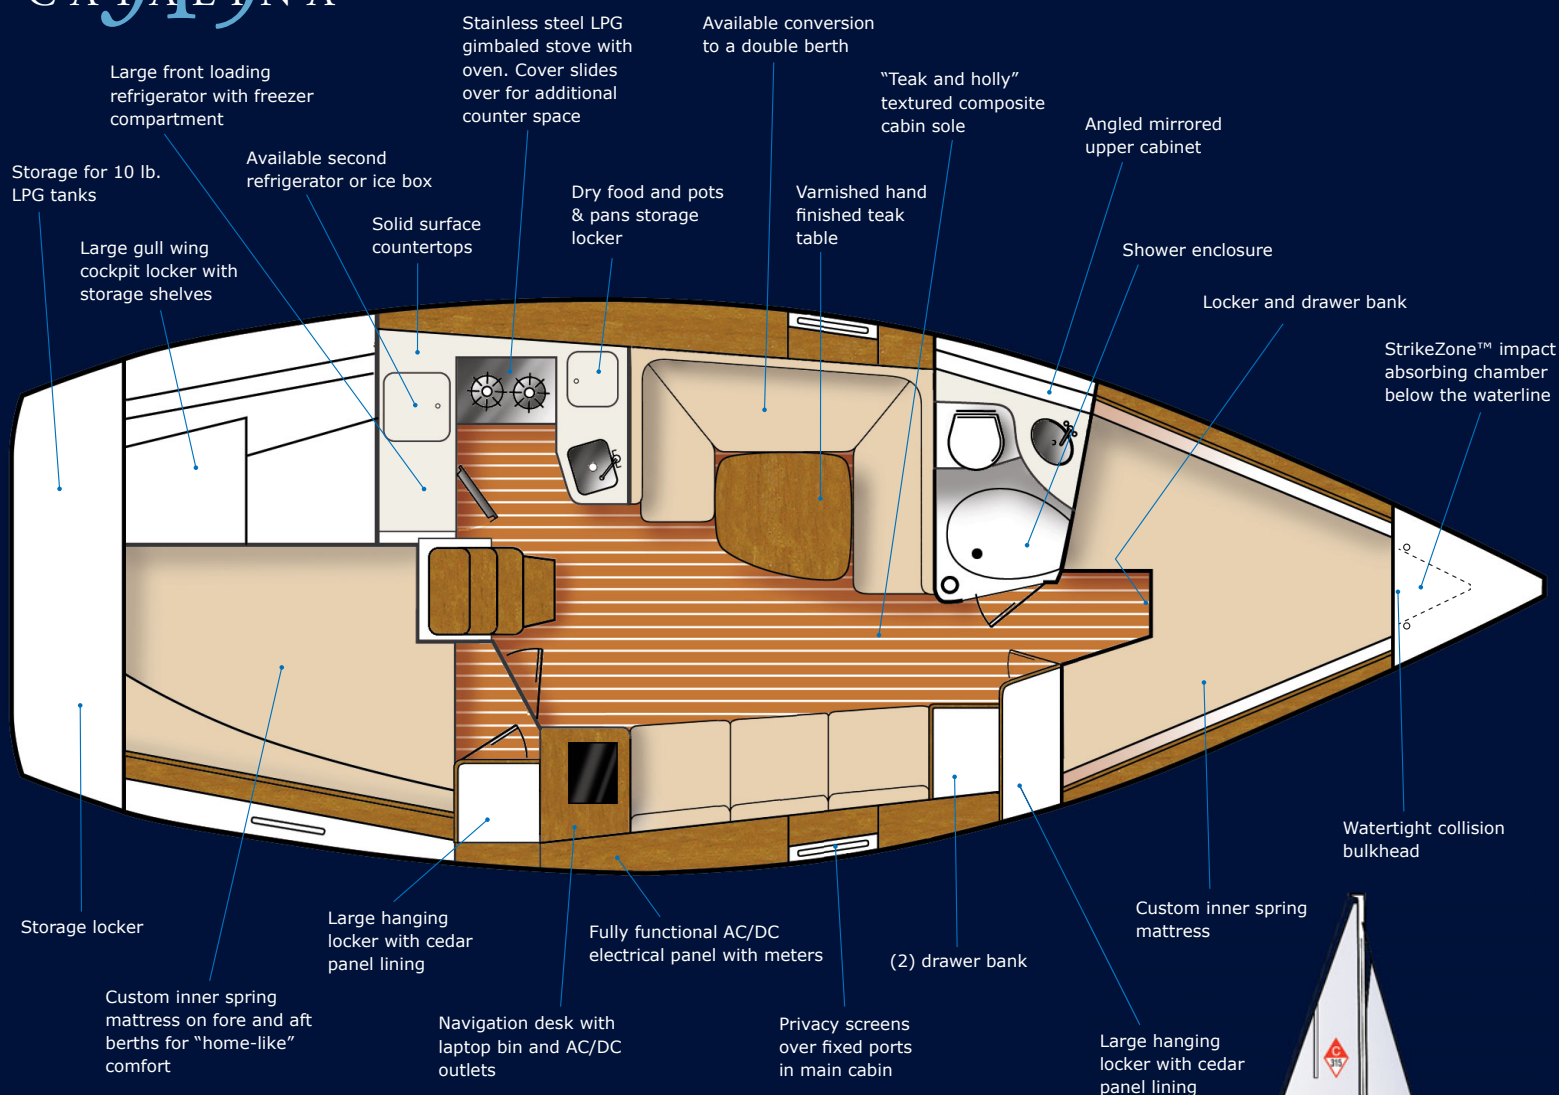 CATALINA
Stainless steel LPG
gimbaled stove with
oven. Cover slides
over for additional
counter space
Available conversion
to a double berth
Large front loading
refrigerator with freezer
compartment
“Teak and holly”
textured composite
cabin sole
Angled mirrored
upper cabinet
Storage for 10 lb.
LPG tanks
Available second
refrigerator or ice box
Dry food and pots
& pans storage
locker
Varnished hand
finished teak
table
Solid surface
countertops
Large gull wing
cockpit locker with
storage shelves
Shower enclosure
Locker and drawer bank
StrikeZone™ impact
absorbing chamber
below the waterline
Watertight collision
bulkhead
Storage locker
Large hanging
locker with cedar
panel lining
Fully functional AC/DC
electrical panel with meters
(2) drawer bank
Custom inner spring
mattress
Custom inner spring
mattress on fore and aft
berths for “home-like”
comfort
Navigation desk with
laptop bin and AC/DC
outlets
Privacy screens
over fixed ports
in main cabin
Large hanging
locker with cedar
panel lining
C
315